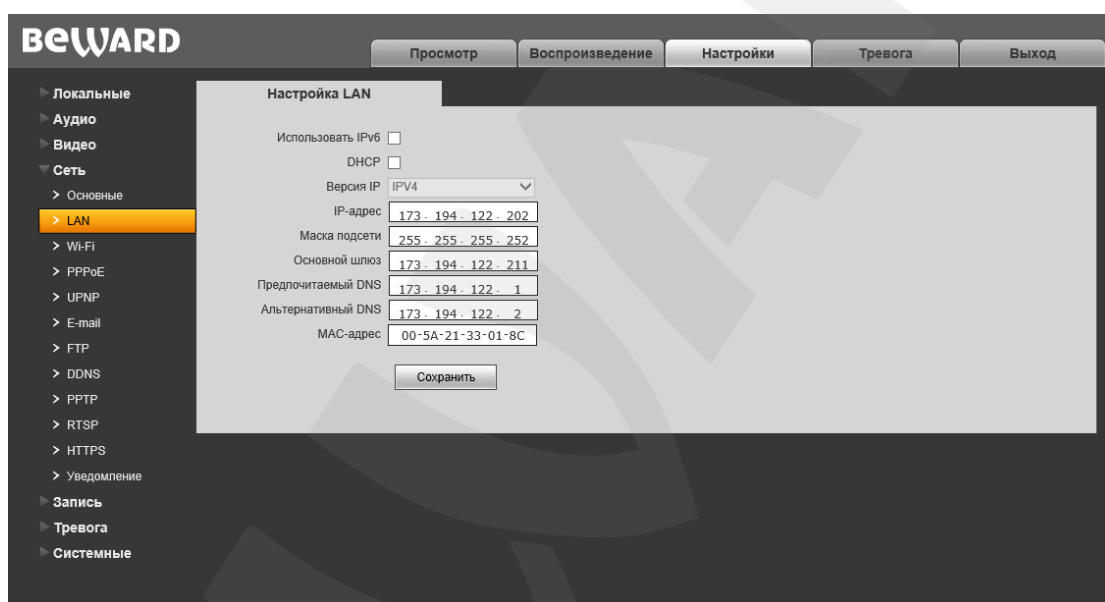 BEWARD
Просмотр Воспроизведение Настройки Тревога Выход
Локальные
Аудио
Видео
Сеть
Основные
LAN
Wi-Fi
PPPoE
UPNP
E-mail
FTP
DDNS
PPTP
RTSP
HTTPS
Уведомление
Запись
Тревога
Системные
Настройка LAN
Использовать IPv6
DHCP
Версия IP IPV4
IP-адрес 173 . 194 . 122 . 202
Маска подсети 255 . 255 . 255 . 252
Основной шлюз 173 . 194 . 122 . 211
Предпочитаемый DNS 173 . 194 . 122 . 1
Альтернативный DNS 173 . 194 . 122 . 2
MAC-адрес 00-5A-21-33-01-8C
Сохранить